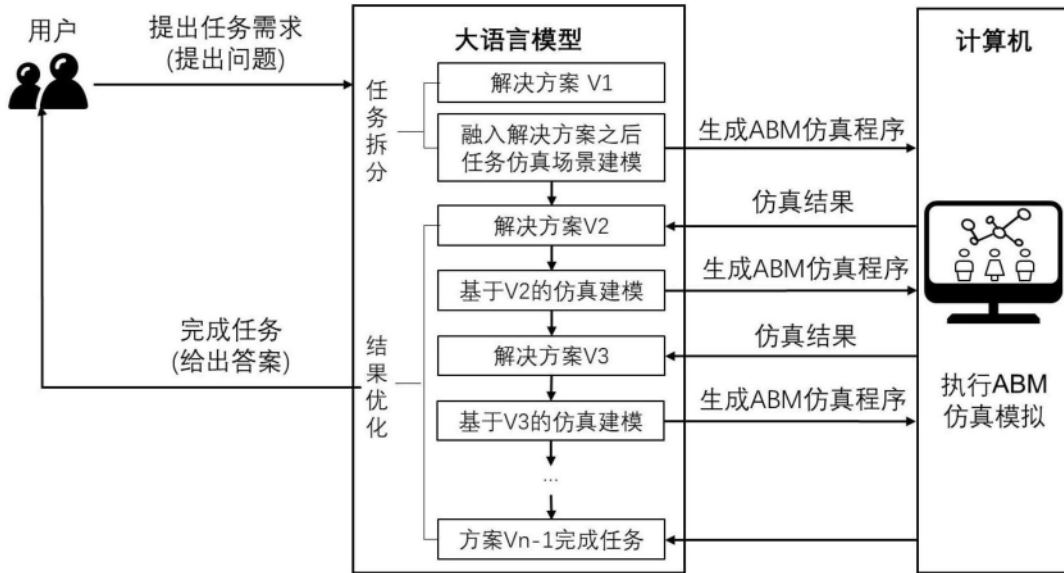 用户
提出任务需求
(提出问题)
完成任务
(给出答案)
大语言模型
任务拆分
解决方案 V1
融入解决方案之后
任务仿真场景建模
结果优化
解决方案V2
基于V2的仿真建模
解决方案V3
基于V3的仿真建模
...
方案Vn-1完成任务
生成ABM仿真程序
仿真结果
生成ABM仿真程序
仿真结果
生成ABM仿真程序
计算机
执行ABM
仿真模拟